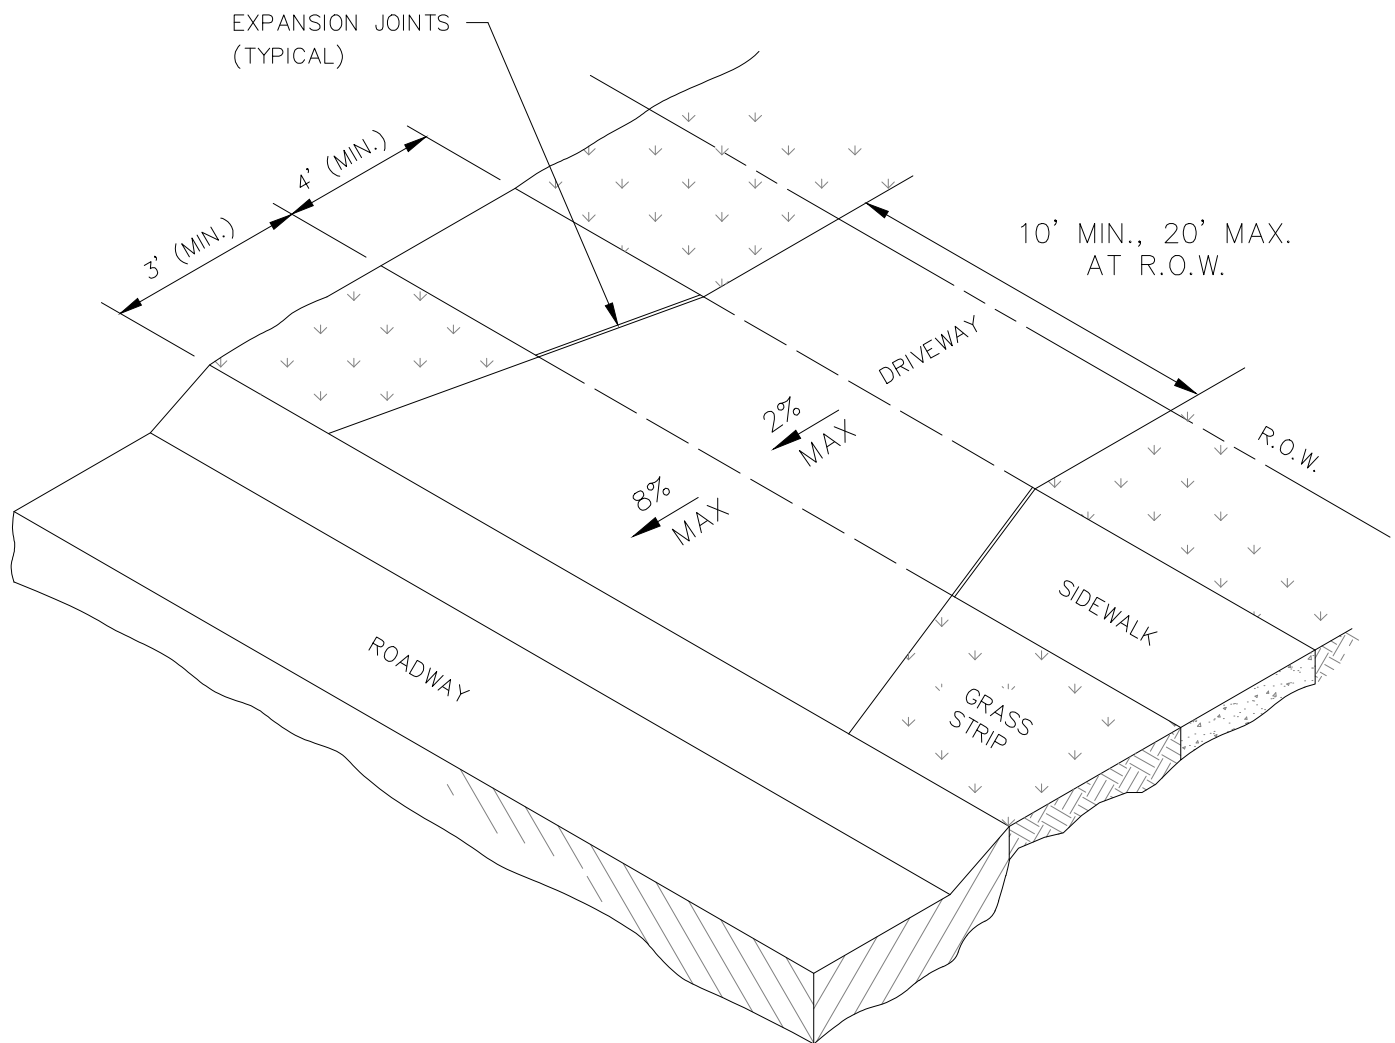 EXPANSION JOINTS
(TYPICAL)
4' (MIN.)
3' (MIN.)
10' MIN., 20' MAX.
AT R.O.W.
DRIVEWAY
2%
MAX
R.O.W.
8%
MAX
SIDEWALK
ROADWAY
GRASS
STRIP